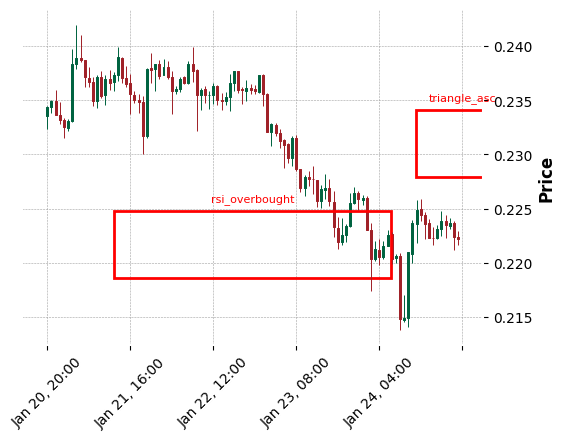 0.240
triangle_asc
0.235
0.230
rsi_overbought
0.225
0.220
0.215
Price
Jan 20, 20:00
Jan 21, 16:00
Jan 22, 12:00
Jan 23, 08:00
Jan 24, 04:00